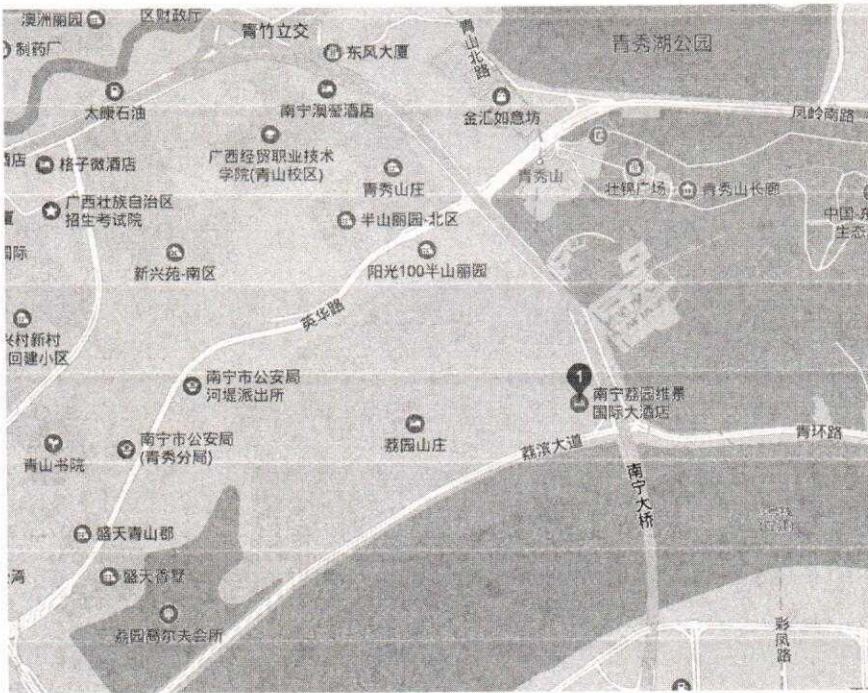 澳洲丽园
区财政厅
制药厂
青竹立交
东风大厦
青山北路
青秀湖公园
太康石油
南宁澳莹酒店
金汇如意坊
凤岭南路
酒店
格子微酒店
广西经贸职业技术
学院(青山校区)
青秀山庄
青秀山
壮锦广场
青秀山长廊
广西壮族自治区
招生考试院
半山丽园-北区
中国-东
生态
国际
新兴苑-南区
阳光100半山丽园
英华路
兴村新村
回建小区
1
南宁市公安局
河堤派出所
南宁荔园维景
国际大酒店
青山书院
南宁市公安局
(青秀分局)
荔园山庄
荔滨大道
青环路
南宁大桥
盛天青山郡
湾
盛天香墅
荔园高尔夫会所
彩凤路